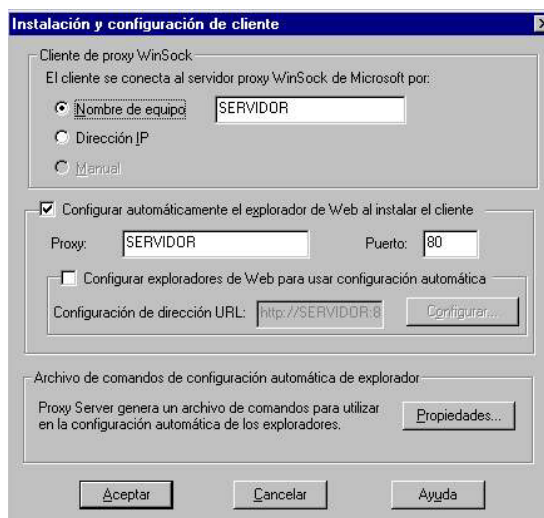 Instalación y configuración de cliente
Cliente de proxy WinSock
El cliente se conecta al servidor proxy WinSock de Microsoft por:
Nombre de equipo SERVIDOR
Dirección IP
Manual
Configurar automáticamente el explorador de Web al instalar el cliente
Proxy: SERVIDOR Puerto: 80
Configurar exploradores de Web para usar configuración automática
Configuración de dirección URL: http://SERVIDOR:8 Configurar...
Archivo de comandos de configuración automática de explorador
Proxy Server genera un archivo de comandos para utilizar
en la configuración automática de los exploradores. Propiedades...
Aceptar Cancelar Ayuda